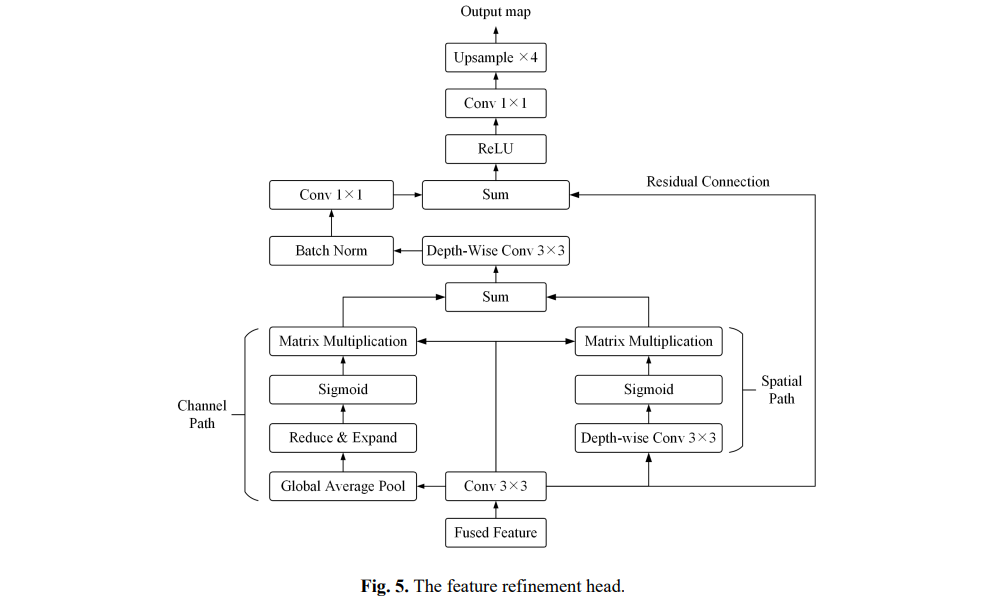 Output map
Upsample ×4
Conv 1×1
ReLU
Conv 1×1
Sum
Residual Connection
Batch Norm
Depth-Wise Conv 3×3
Sum
Matrix Multiplication
Matrix Multiplication
Sigmoid
Sigmoid
Channel
Path
Spatial
Path
Reduce & Expand
Depth-wise Conv 3×3
Global Average Pool
Conv 3×3
Fused Feature
Fig. 5. The feature refinement head.